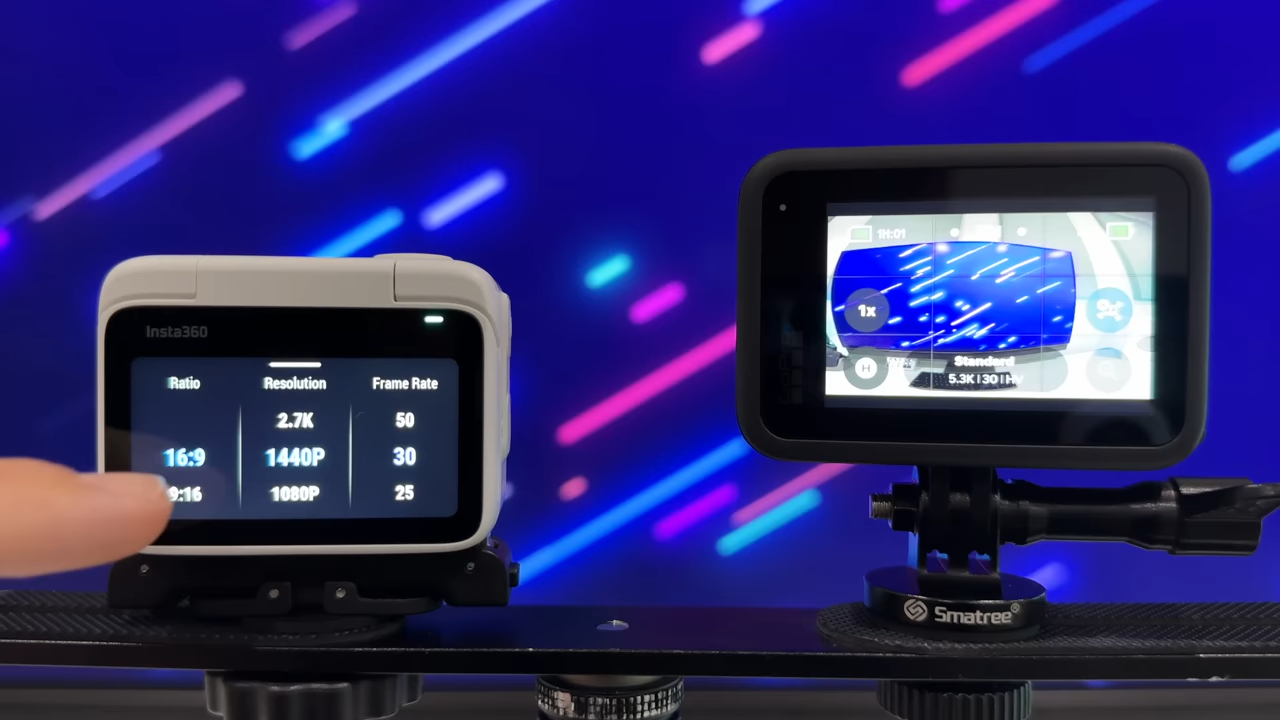 Insta360
Ratio Resolution Frame Rate
2.7K 50
16:9 1440P 30
9:16 1080P 25
1H:01
1x
H
Standard
5.3K | 30 | HV
Smatree®